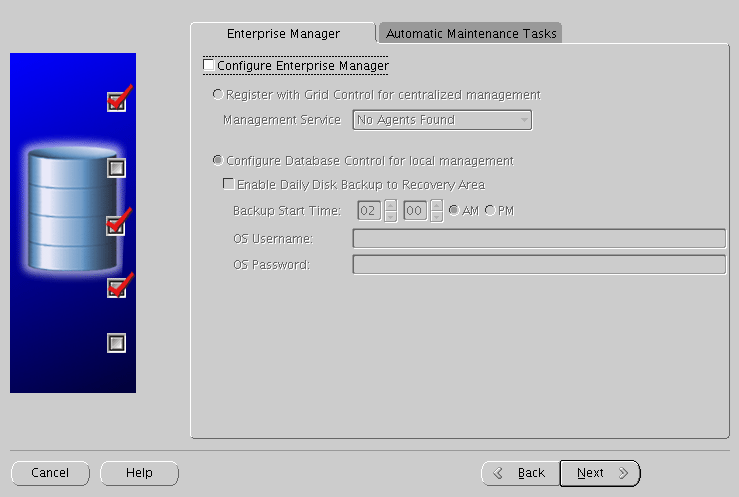 Enterprise Manager
Automatic Maintenance Tasks
Configure Enterprise Manager
Register with Grid Control for centralized management
Management Service No Agents Found
Configure Database Control for local management
Enable Daily Disk Backup to Recovery Area
Backup Start Time: 02 00 AM PM
OS Username:
OS Password:
Cancel Help Back Next